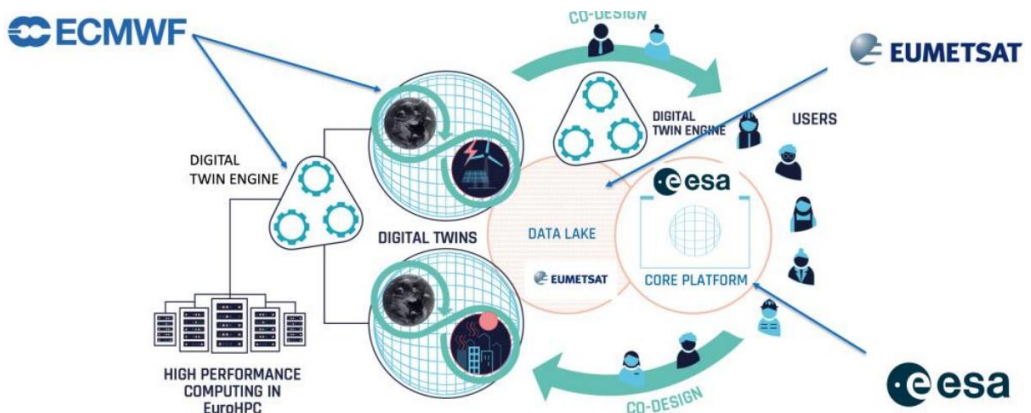 ECMWF
CO-DESIGN
EUMETSAT
DIGITAL
TWIN ENGINE
USERS
DIGITAL
TWIN ENGINE
esa
DIGITAL TWINS
DATA LAKE
EUMETSAT
CORE PLATFORM
HIGH PERFORMANCE
COMPUTING IN
EuroHPC
CO-DESIGN
esa